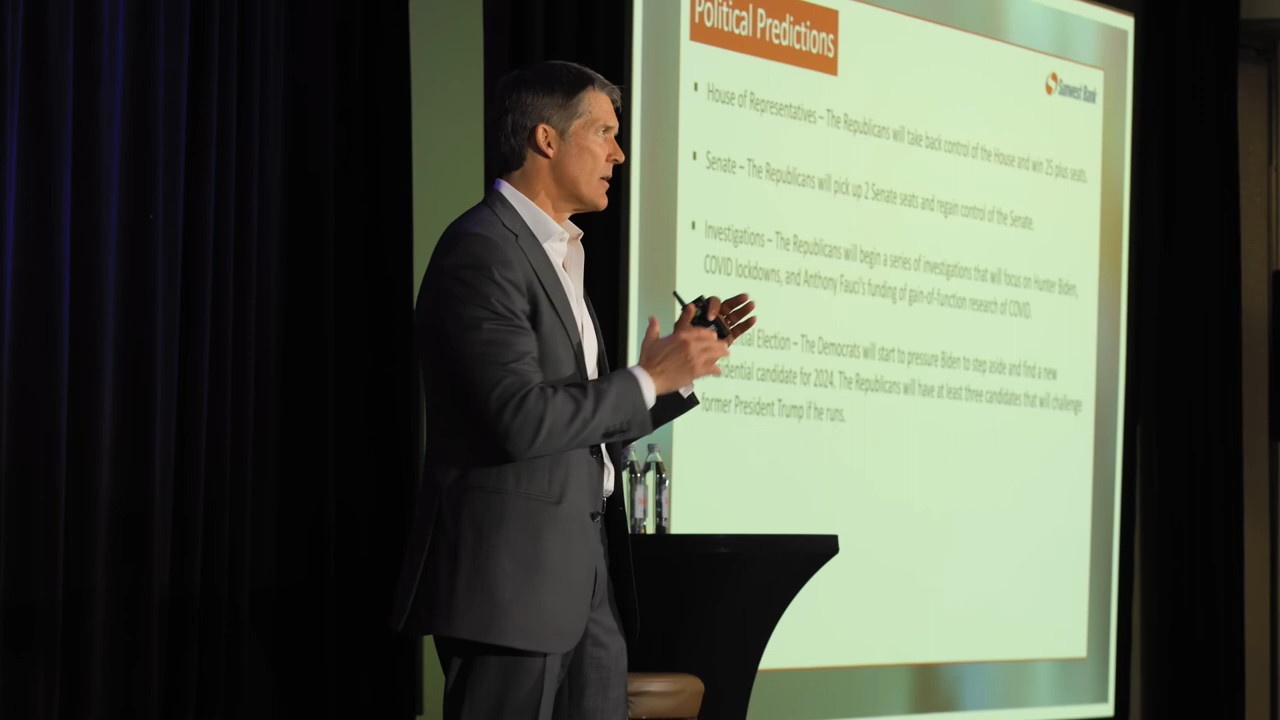 Political Predictions
Sunwest Bank
▪ House of Representatives – The Republicans will take back control of the House and win 25 plus seats.
▪ Senate – The Republicans will pick up 2 Senate seats and regain control of the Senate.
▪ Investigations – The Republicans will begin a series of investigations that will focus on Hunter Biden,
COVID lockdowns, and Anthony Fauci's funding of gain-of-function research of COVID.
Election – The Democrats will start to pressure Biden to step aside and find a new
candidate for 2024. The Republicans will have at least three candidates that will challenge
former President Trump if he runs.